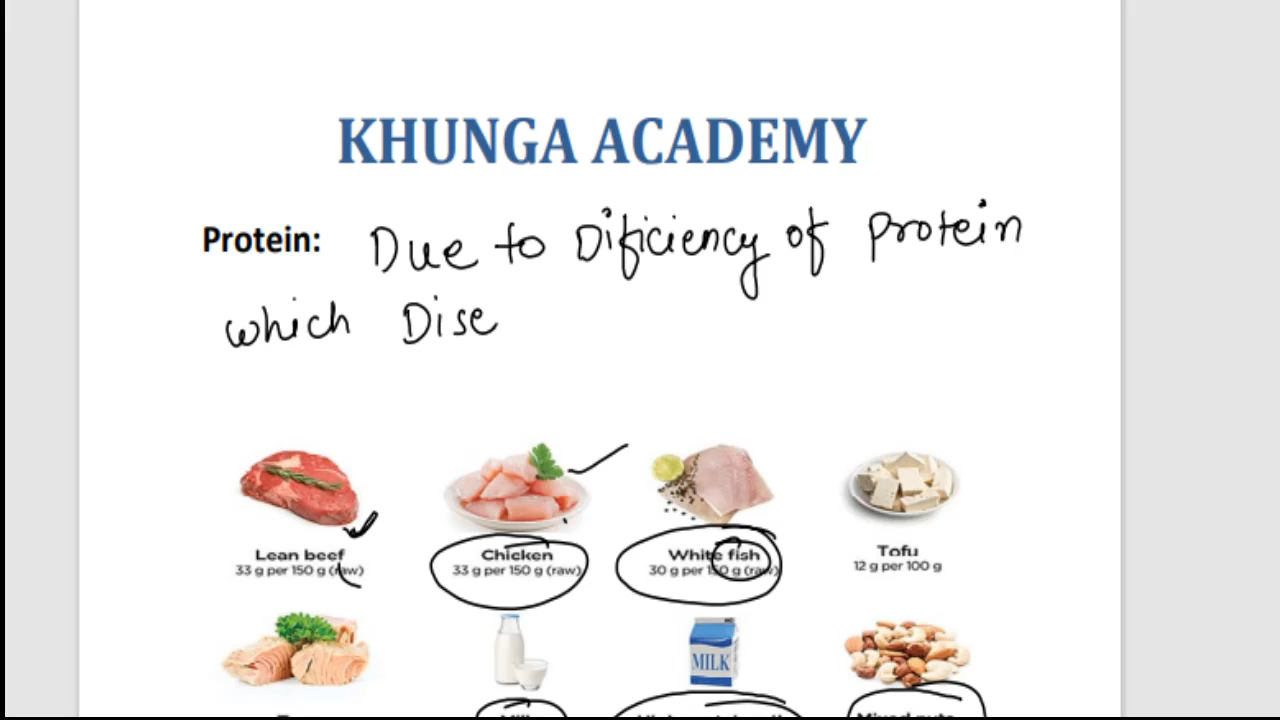 KHUNGA ACADEMY
Protein: Due to Dificiency of protein
which Dise
Lean beef Chicken White fish Tofu
33 g per 150 g (raw) 33 g per 150 g (raw) 30 g per 150 g (raw) 12 g per 100 g
MILK